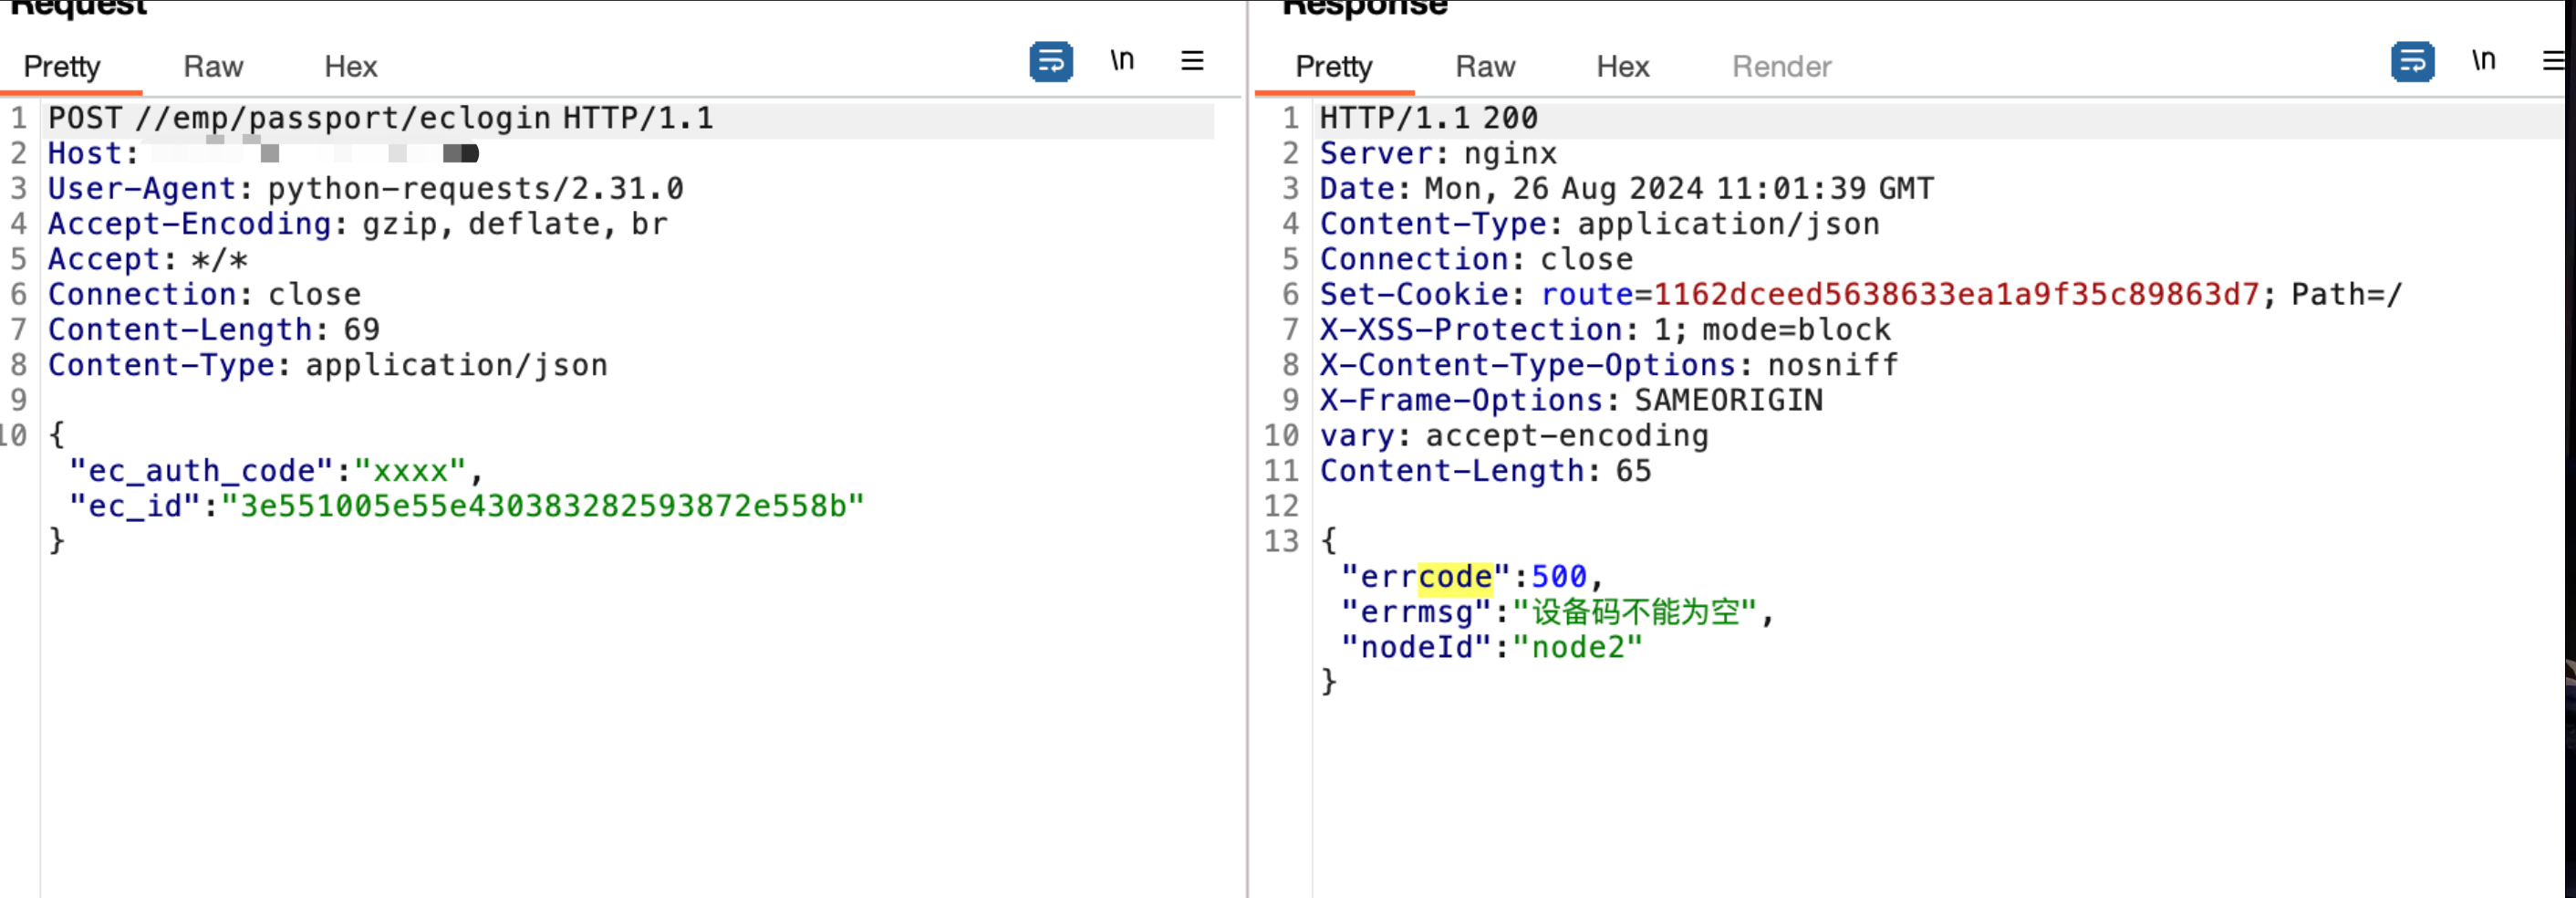 Request
Pretty Raw Hex \n
1 POST //emp/passport/eclogin HTTP/1.1
2 Host:
3 User-Agent: python-requests/2.31.0
4 Accept-Encoding: gzip, deflate, br
5 Accept: */*
6 Connection: close
7 Content-Length: 69
8 Content-Type: application/json
9
10 {
"ec_auth_code":"xxxx",
"ec_id":"3e551005e55e430383282593872e558b"
}
Response
Pretty Raw Hex Render \n
1 HTTP/1.1 200
2 Server: nginx
3 Date: Mon, 26 Aug 2024 11:01:39 GMT
4 Content-Type: application/json
5 Connection: close
6 Set-Cookie: route=1162dceed5638633ea1a9f35c89863d7; Path=/
7 X-XSS-Protection: 1; mode=block
8 X-Content-Type-Options: nosniff
9 X-Frame-Options: SAMEORIGIN
10 vary: accept-encoding
11 Content-Length: 65
12
13 {
"errcode":500,
"errmsg":"设备码不能为空",
"nodeId":"node2"
}